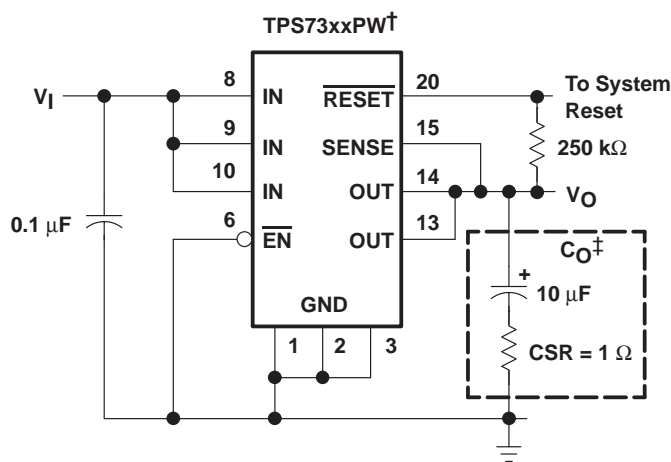 TPS73xxPW†
8
20
To System
Reset
VI
IN
RESET
9
15
IN
SENSE
250 kΩ
10
14
IN
OUT
VO
0.1 µF
6
13
EN
OUT
CO‡
+
10 µF
GND
1
2
3
CSR = 1 Ω